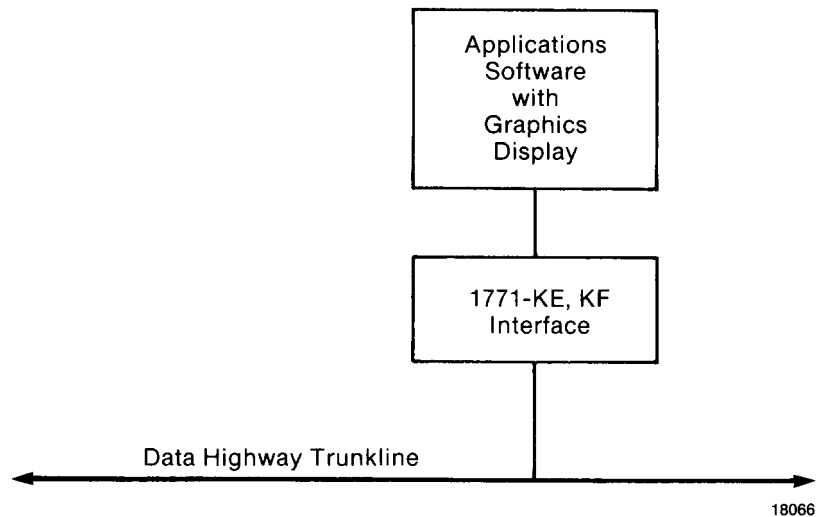 Applications
Software
with
Graphics
Display
1771-KE, KF
Interface
Data Highway Trunkline
18066